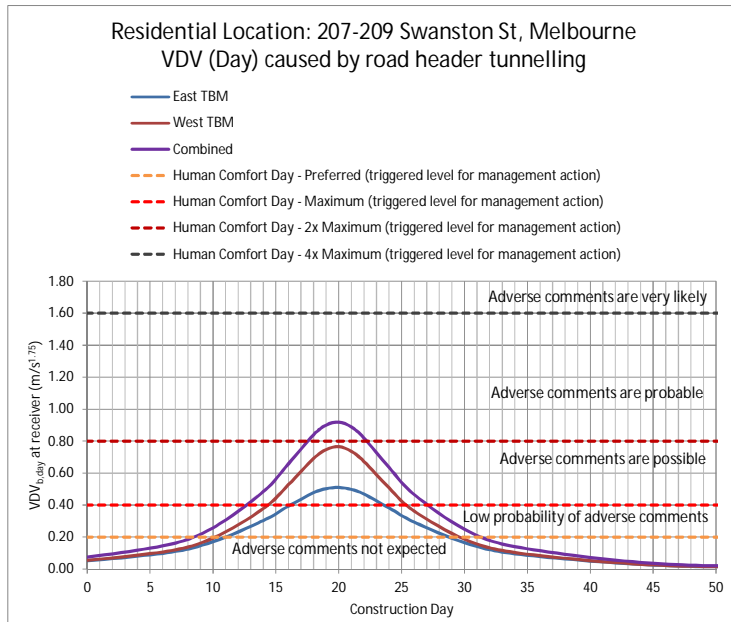 Residential Location: 207-209 Swanston St, Melbourne
VDV (Day) caused by road header tunnelling
East TBM
West TBM
Combined
Human Comfort Day - Preferred (triggered level for management action)
Human Comfort Day - Maximum (triggered level for management action)
Human Comfort Day - 2x Maximum (triggered level for management action)
Human Comfort Day - 4x Maximum (triggered level for management action)
VDV b,day at receiver (m/s^1.75)
1.80
1.60
1.40
1.20
1.00
0.80
0.60
0.40
0.20
0.00
Adverse comments are very likely
Adverse comments are probable
Adverse comments are possible
Low probability of adverse comments
Adverse comments not expected
0 5 10 15 20 25 30 35 40 45 50
Construction Day